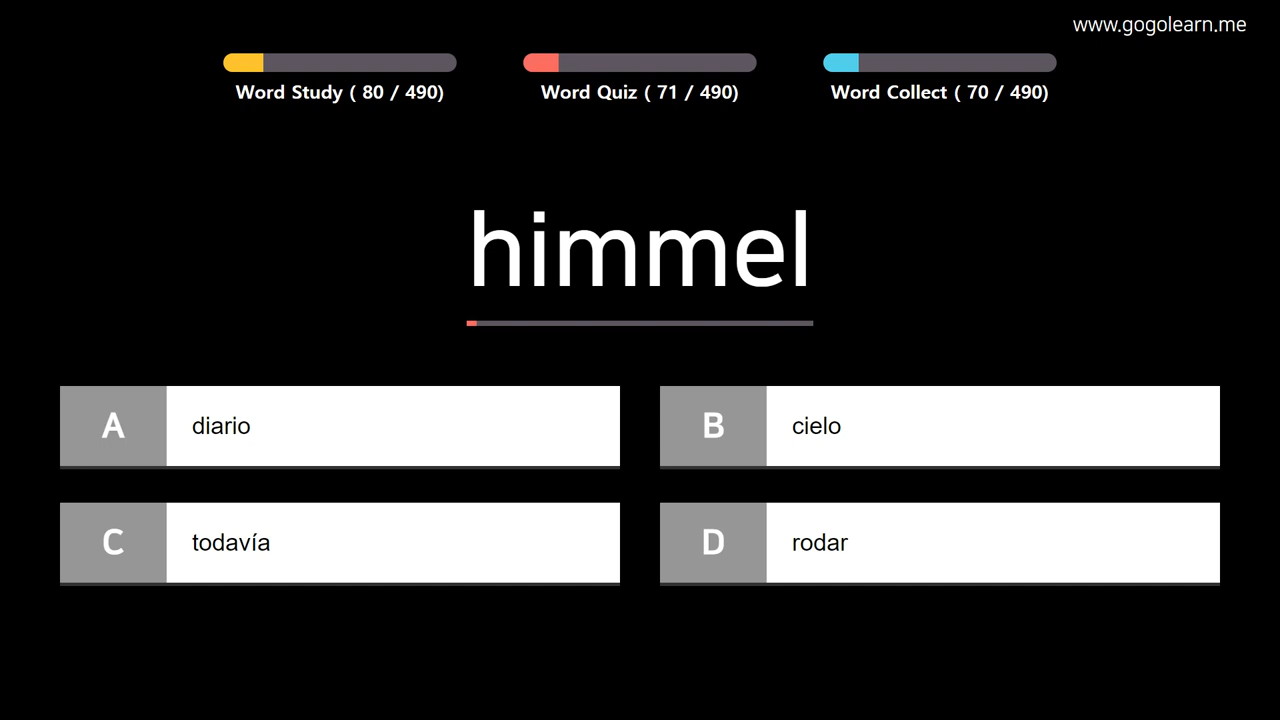 www.gogolearn.me
Word Study ( 80 / 490)
Word Quiz ( 71 / 490)
Word Collect ( 70 / 490)
himmel
A diario
B cielo
C todavía
D rodar